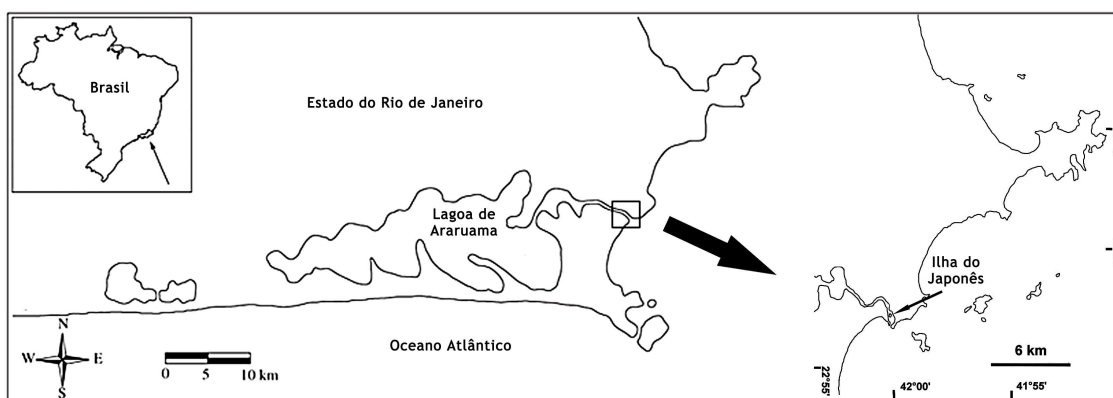 Brasil
Estado do Rio de Janeiro
Lagoa de
Araruama
Ilha do
Japonês
Oceano Atlântico
N
W
E
S
0 5 10 km
6 km
22°55'
42°00'
41°55'